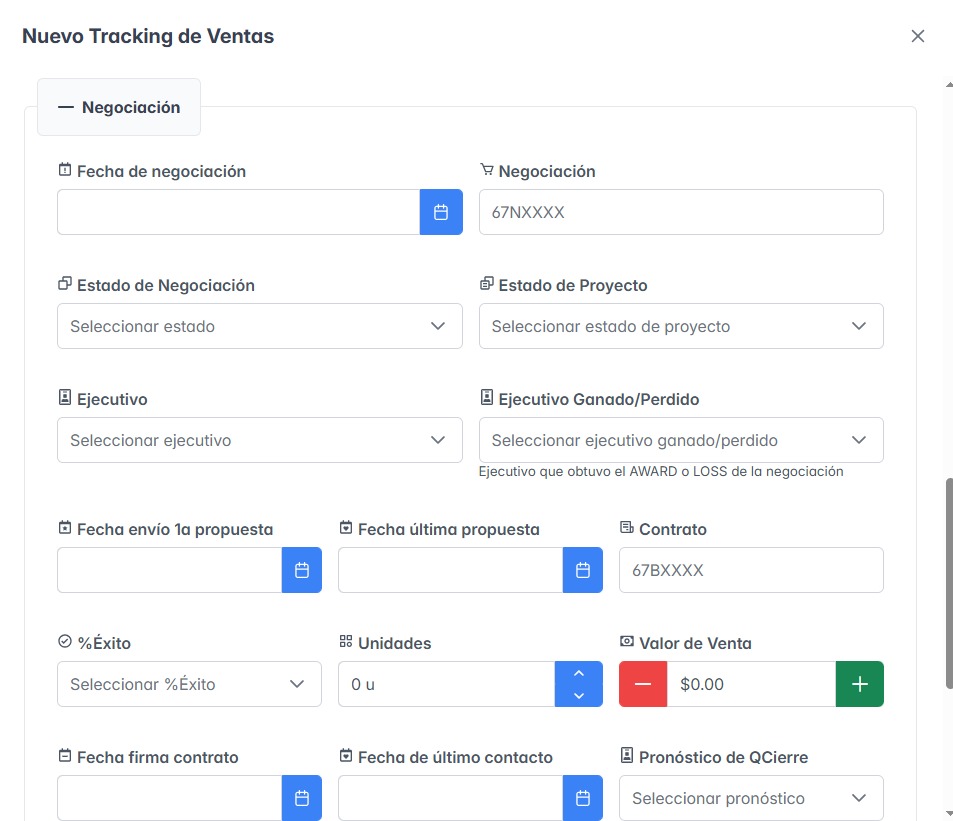 Nuevo Tracking de Ventas
Negociación
Fecha de negociación
Negociación
67NXXXX
Estado de Negociación
Estado de Proyecto
Seleccionar estado
Seleccionar estado de proyecto
Ejecutivo
Ejecutivo Ganado/Perdido
Seleccionar ejecutivo
Seleccionar ejecutivo ganado/perdido
Ejecutivo que obtuvo el AWARD o LOSS de la negociación
Fecha envío 1a propuesta
Fecha última propuesta
Contrato
67BXXXX
%Éxito
Unidades
Valor de Venta
Seleccionar %Éxito
0 u
$0.00
Fecha firma contrato
Fecha de último contacto
Pronóstico de QCierre
Seleccionar pronóstico